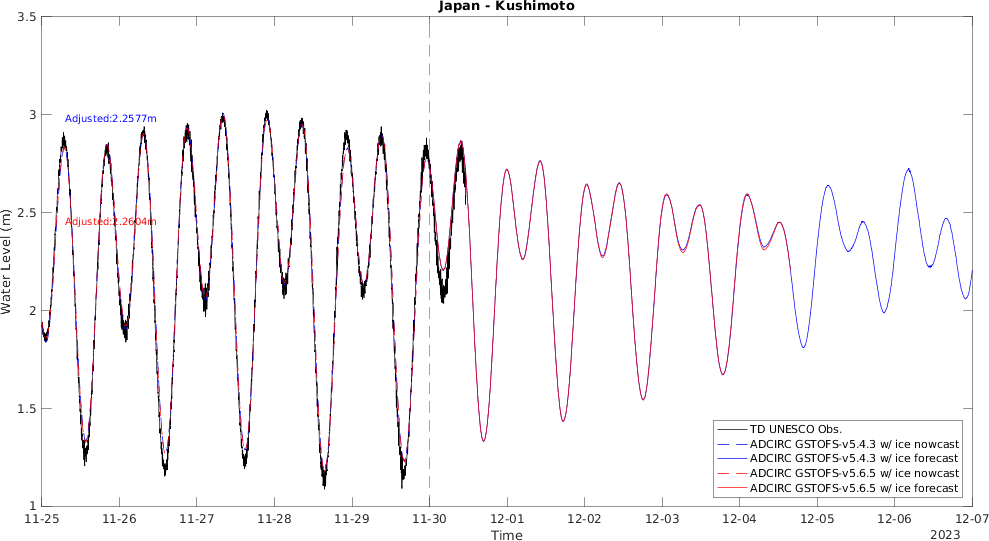 Japan - Kushimoto
3.5
3
2.5
2
1.5
1
Water Level (m)
Adjusted:2.2577m
Adjusted:2.2604m
TD UNESCO Obs.
ADCIRC GSTOFS-v5.4.3 w/ ice nowcast
ADCIRC GSTOFS-v5.4.3 w/ ice forecast
ADCIRC GSTOFS-v5.6.5 w/ ice nowcast
ADCIRC GSTOFS-v5.6.5 w/ ice forecast
11-25 11-26 11-27 11-28 11-29 11-30 12-01 12-02 12-03 12-04 12-05 12-06 12-07
Time
2023